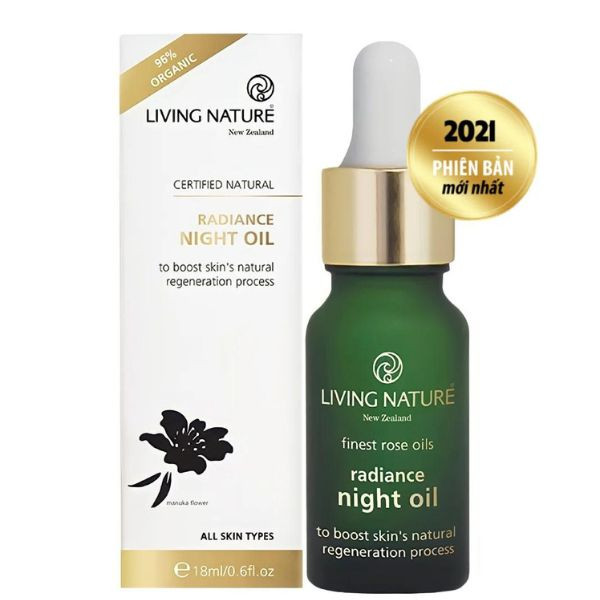 96%
ORGANIC
LIVING NATURE
New Zealand
CERTIFIED NATURAL
RADIANCE
NIGHT OIL
to boost skin's natural
regeneration process
manuka flower
ALL SKIN TYPES
℮18ml/0.6fl.oz
2021
PHIÊN BẢN
mới nhất
LIVING NATURE
New Zealand
finest rose oils
radiance
night oil
to boost skin's natural
regeneration process